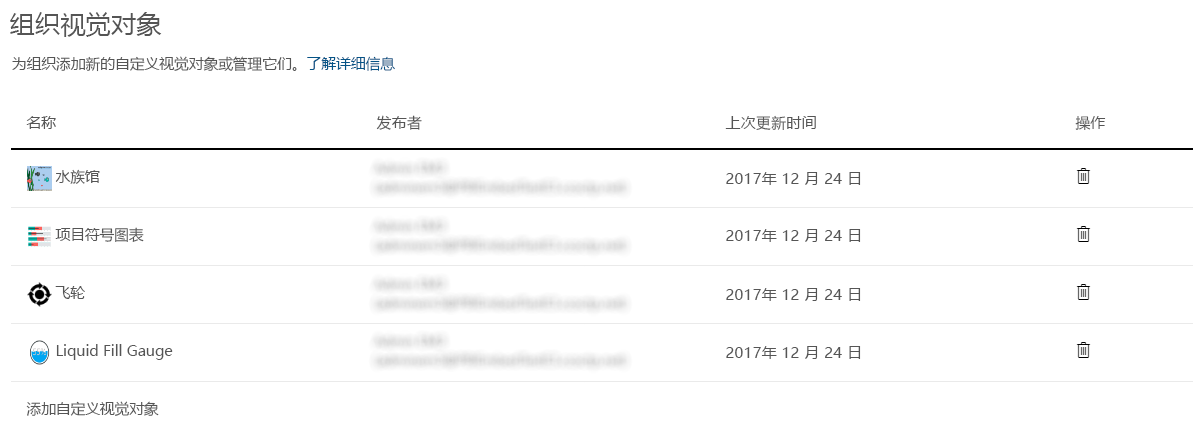 组织视觉对象
为组织添加新的自定义视觉对象或管理它们。了解详细信息
名称 发布者 上次更新时间 操作
水族馆 2017年 12 月 24 日
项目符号图表 2017年 12 月 24 日
飞轮 2017年 12 月 24 日
Liquid Fill Gauge 2017年 12 月 24 日
添加自定义视觉对象